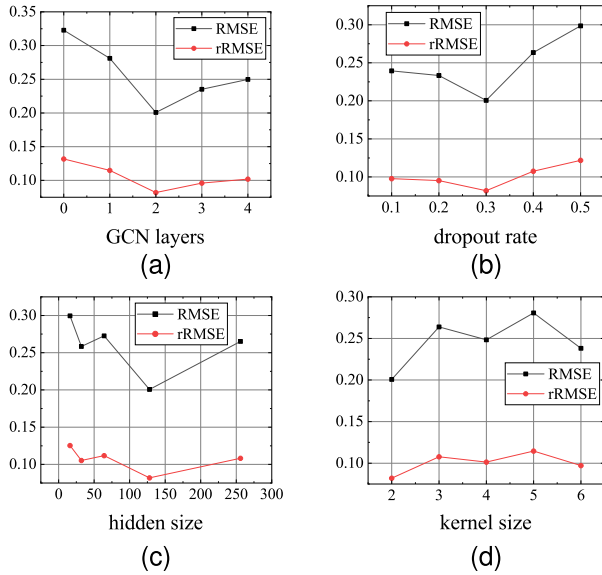 RMSE
rRMSE
0.30
0.25
0.20
0.15
0.10
0 1 2 3 4
GCN layers
(a)
RMSE
rRMSE
0.30
0.25
0.20
0.15
0.10
0.1 0.2 0.3 0.4 0.5
dropout rate
(b)
RMSE
rRMSE
0.30
0.25
0.20
0.15
0.10
0 50 100 150 200 250 300
hidden size
(c)
0.30
0.25
0.20
0.15
0.10
RMSE
rRMSE
2 3 4 5 6
kernel size
(d)